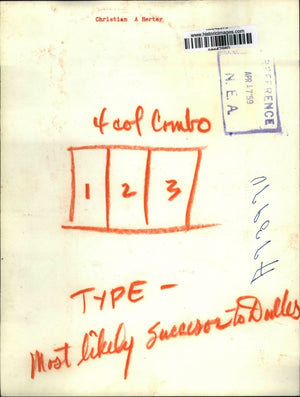 Christian A Herter
www.historicimages.com
REFERENCE
APR 17 '59
N. E. A.
4 col Combo
1 2 3
TYPE -
Most likely Succesor to Dulles